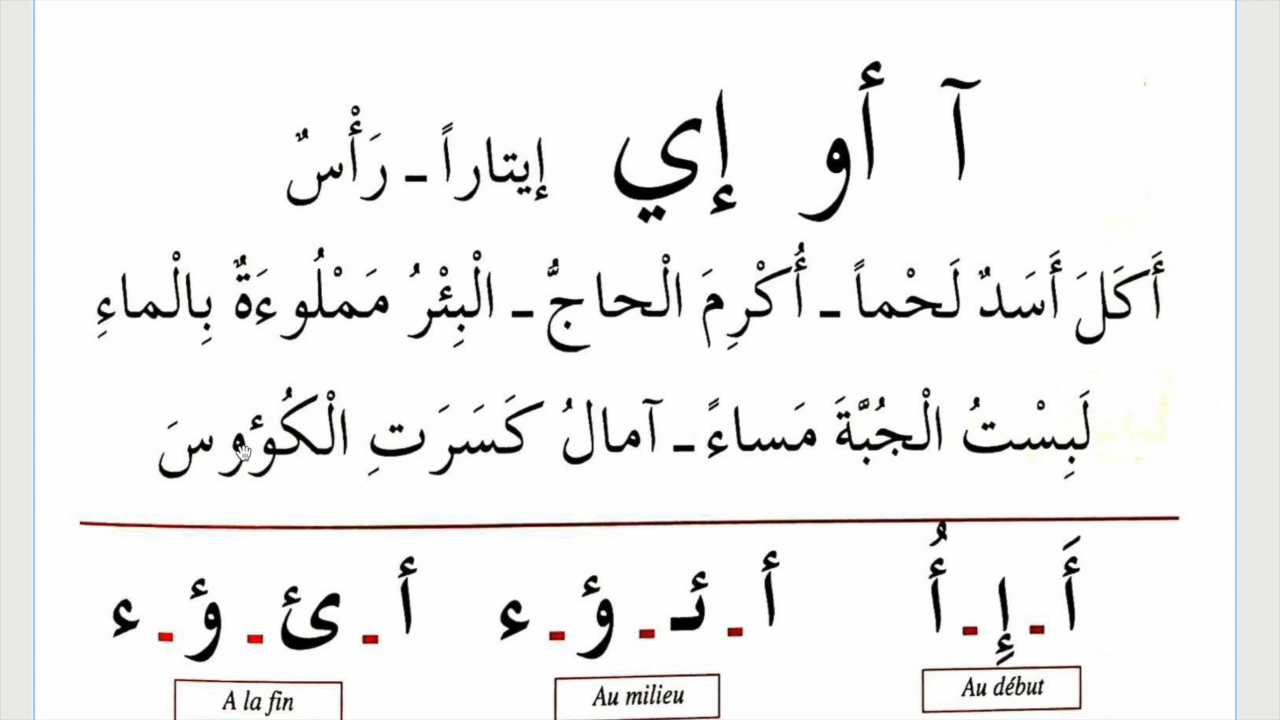 آ أو إي إيتاراً ـ رَأْسٌ
أَكَلَ أَسَدٌ لَحْماً ـ أُكْرِمَ الْحاجُّ ـ الْبِئْرُ مَمْلُوءَةٌ بِالْماءِ
لَبِسْتُ الْجُبَّةَ مَساءً ـ آمالُ كَسَرَتِ الْكُؤوسَ
أَ - إِ - أُ أ - ئـ - ؤ - ء أ - ئ - ؤ - ء
Au début Au milieu A la fin